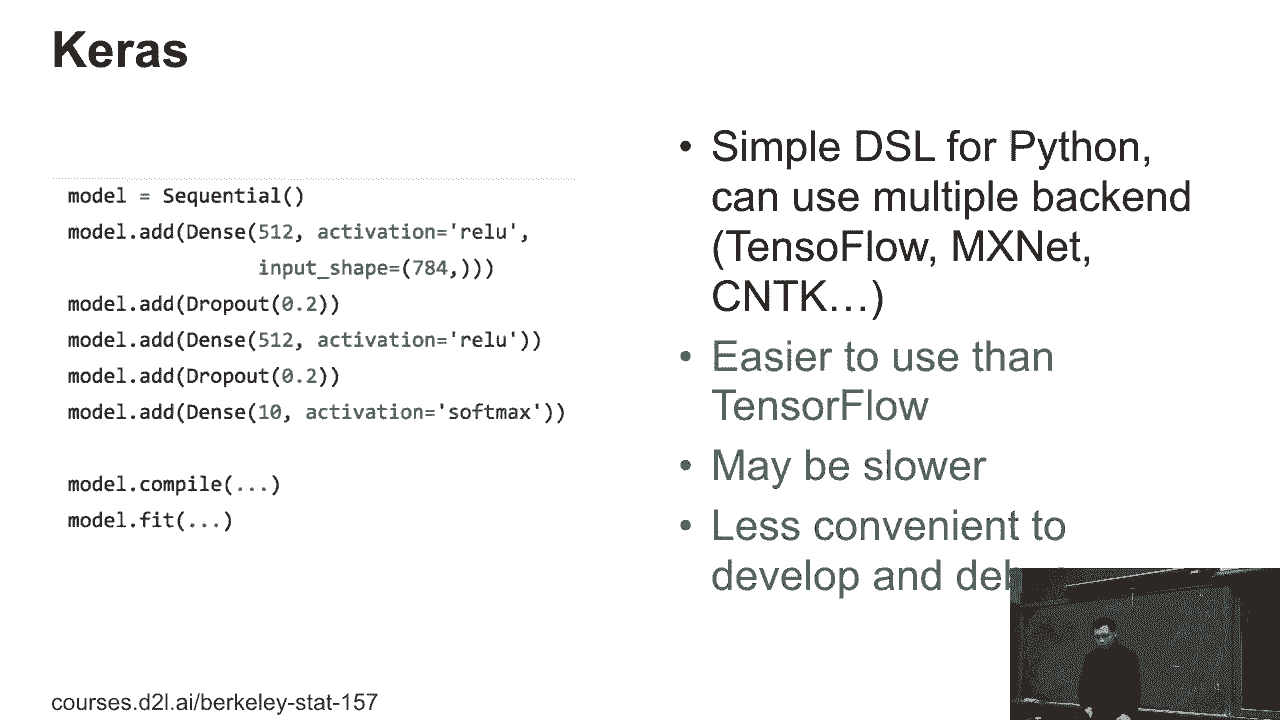 Keras
model = Sequential()
model.add(Dense(512, activation='relu',
input_shape=(784,)))
model.add(Dropout(0.2))
model.add(Dense(512, activation='relu'))
model.add(Dropout(0.2))
model.add(Dense(10, activation='softmax'))
model.compile(...)
model.fit(...)
• Simple DSL for Python,
can use multiple backend
(TensoFlow, MXNet,
CNTK…)
• Easier to use than
TensorFlow
• May be slower
• Less convenient to
develop and
courses.d2l.ai/berkeley-stat-157